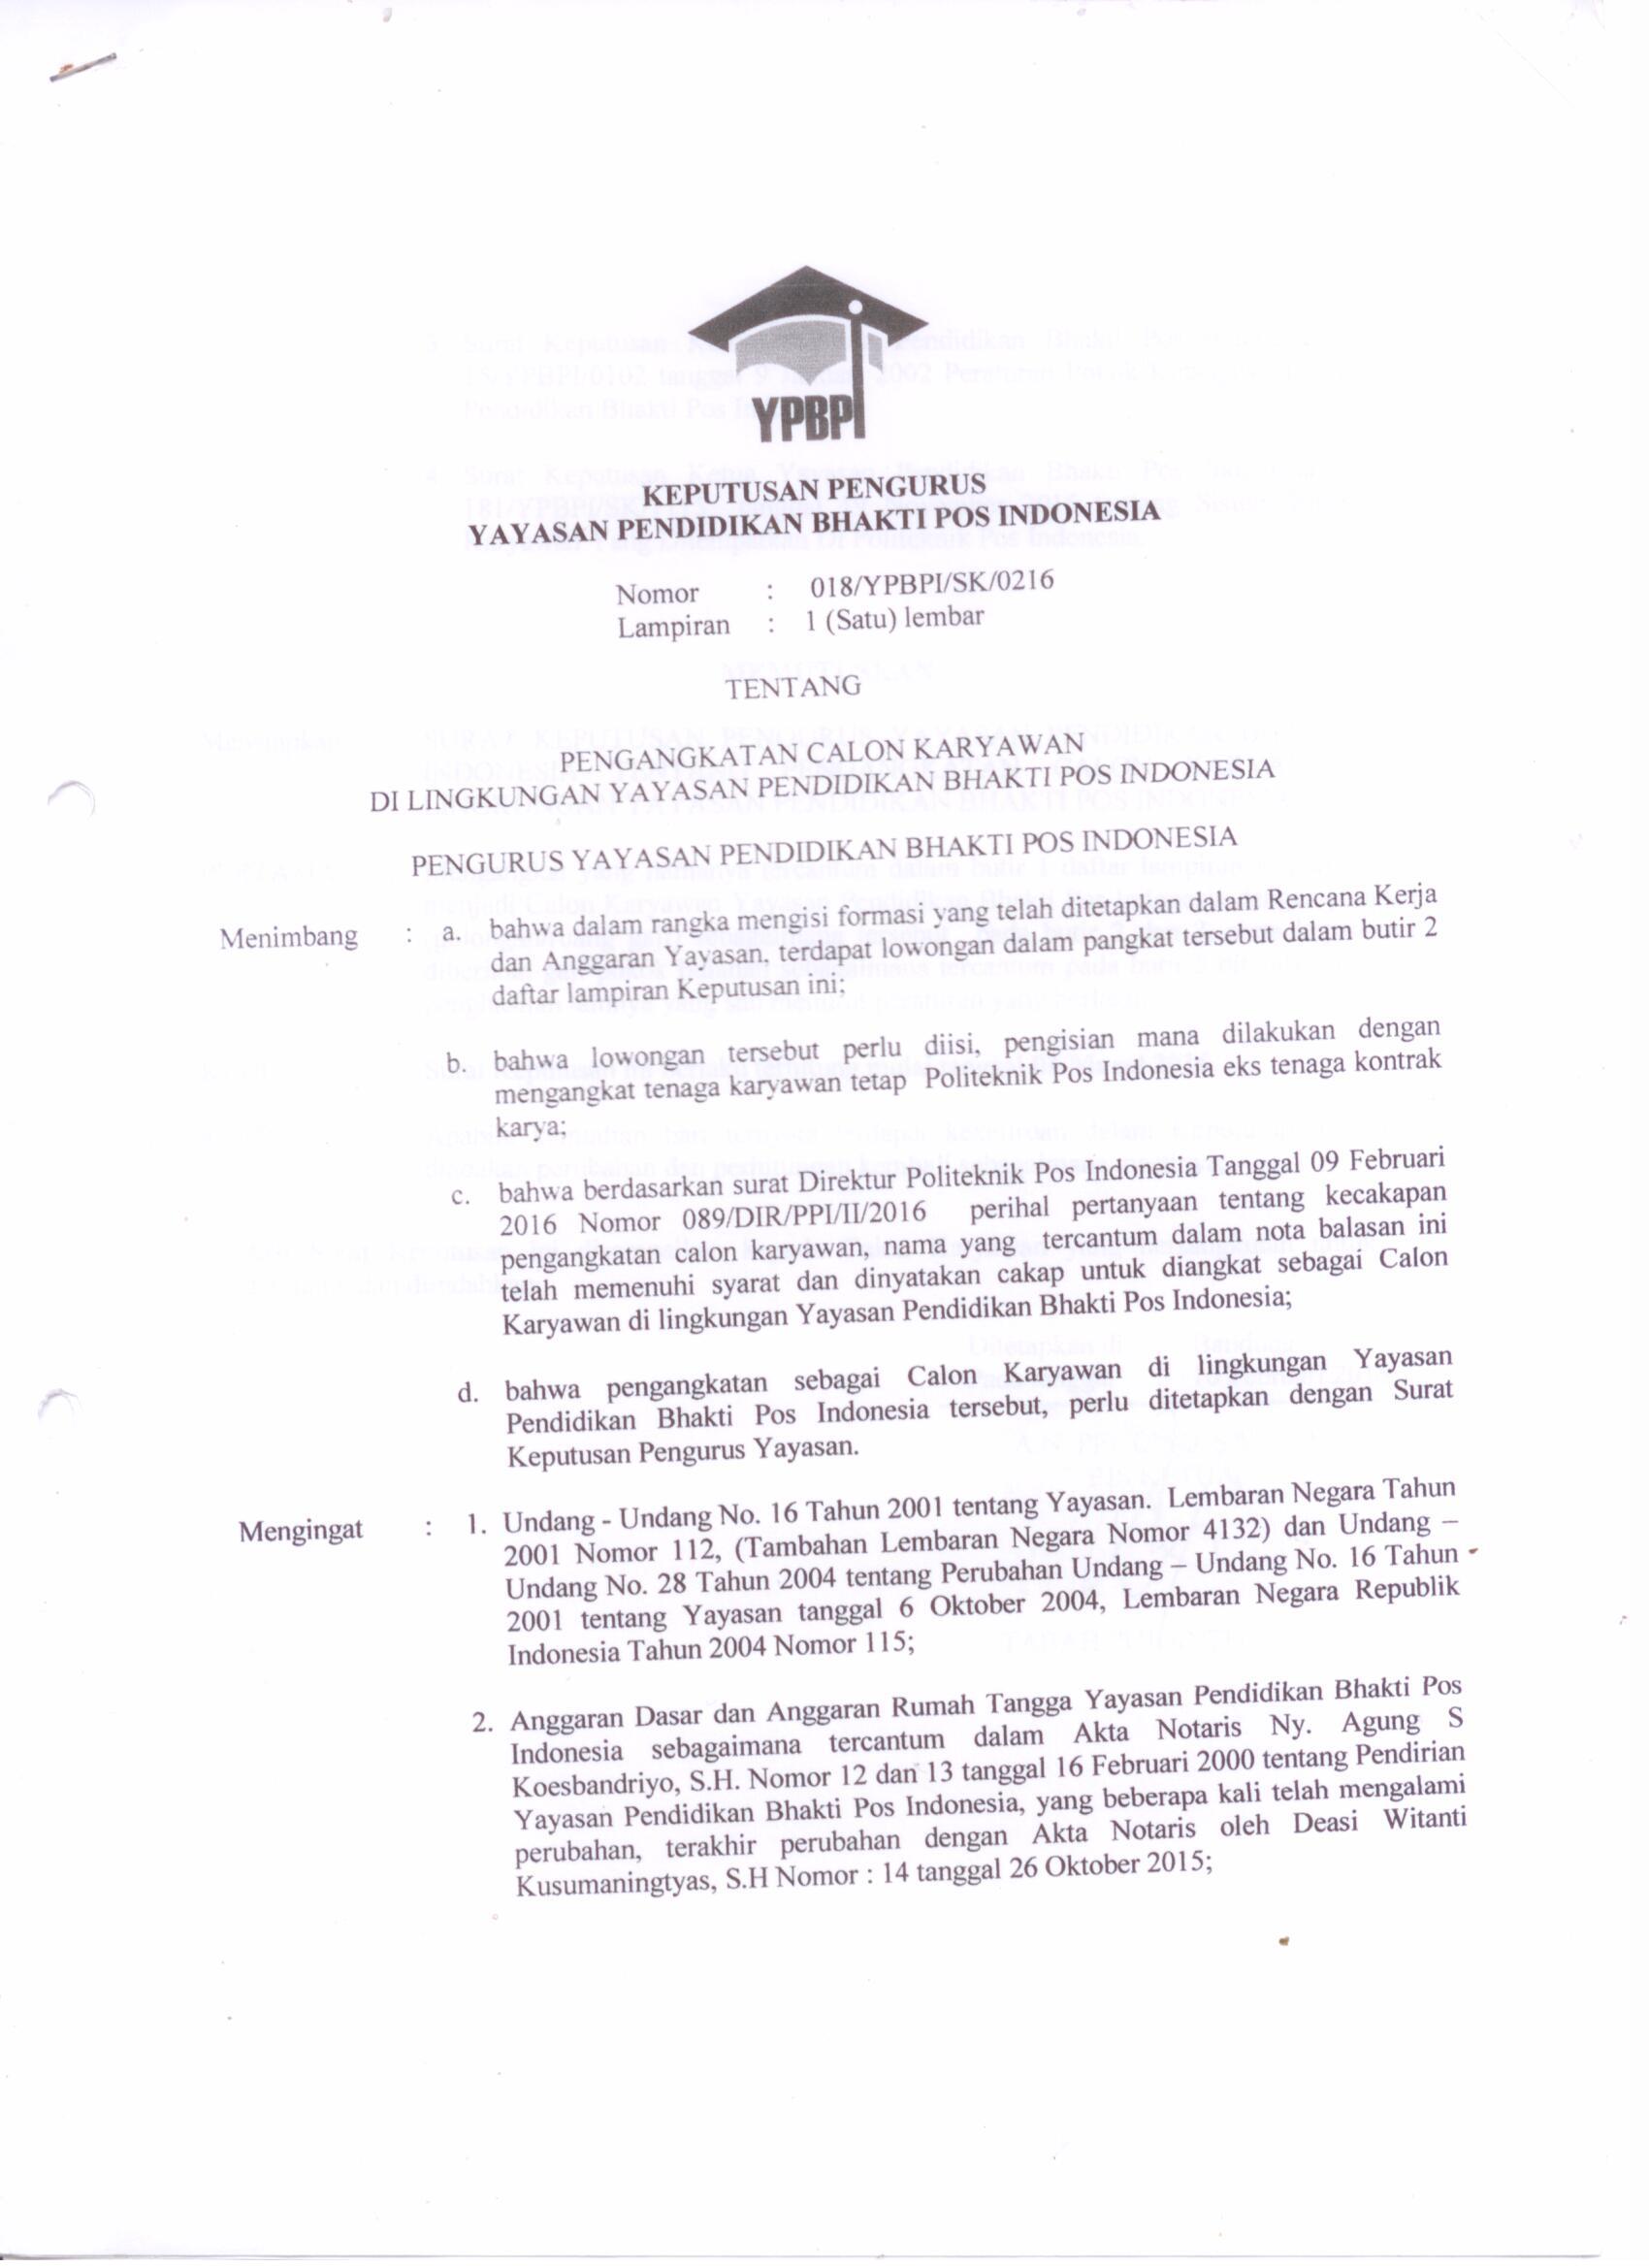 YPBPI
KEPUTUSAN PENGURUS
YAYASAN PENDIDIKAN BHAKTI POS INDONESIA
Nomor : 018/YPBPI/SK/0216
Lampiran : 1 (Satu) lembar
TENTANG
PENGANGKATAN CALON KARYAWAN
DI LINGKUNGAN YAYASAN PENDIDIKAN BHAKTI POS INDONESIA
PENGURUS YAYASAN PENDIDIKAN BHAKTI POS INDONESIA
Menimbang : a. bahwa dalam rangka mengisi formasi yang telah ditetapkan dalam Rencana Kerja
dan Anggaran Yayasan, terdapat lowongan dalam pangkat tersebut dalam butir 2
daftar lampiran Keputusan ini;
b. bahwa lowongan tersebut perlu diisi, pengisian mana dilakukan dengan
mengangkat tenaga karyawan tetap Politeknik Pos Indonesia eks tenaga kontrak
karya;
c. bahwa berdasarkan surat Direktur Politeknik Pos Indonesia Tanggal 09 Februari
2016 Nomor 089/DIR/PPI/II/2016 perihal pertanyaan tentang kecakapan
pengangkatan calon karyawan, nama yang tercantum dalam nota balasan ini
telah memenuhi syarat dan dinyatakan cakap untuk diangkat sebagai Calon
Karyawan di lingkungan Yayasan Pendidikan Bhakti Pos Indonesia;
d. bahwa pengangkatan sebagai Calon Karyawan di lingkungan Yayasan
Pendidikan Bhakti Pos Indonesia tersebut, perlu ditetapkan dengan Surat
Keputusan Pengurus Yayasan.
Mengingat : 1. Undang - Undang No. 16 Tahun 2001 tentang Yayasan. Lembaran Negara Tahun
2001 Nomor 112, (Tambahan Lembaran Negara Nomor 4132) dan Undang –
Undang No. 28 Tahun 2004 tentang Perubahan Undang – Undang No. 16 Tahun
2001 tentang Yayasan tanggal 6 Oktober 2004, Lembaran Negara Republik
Indonesia Tahun 2004 Nomor 115;
2. Anggaran Dasar dan Anggaran Rumah Tangga Yayasan Pendidikan Bhakti Pos
Indonesia sebagaimana tercantum dalam Akta Notaris Ny. Agung S
Koesbandriyo, S.H. Nomor 12 dan 13 tanggal 16 Februari 2000 tentang Pendirian
Yayasan Pendidikan Bhakti Pos Indonesia, yang beberapa kali telah mengalami
perubahan, terakhir perubahan dengan Akta Notaris oleh Deasi Witanti
Kusumaningtyas, S.H Nomor : 14 tanggal 26 Oktober 2015;